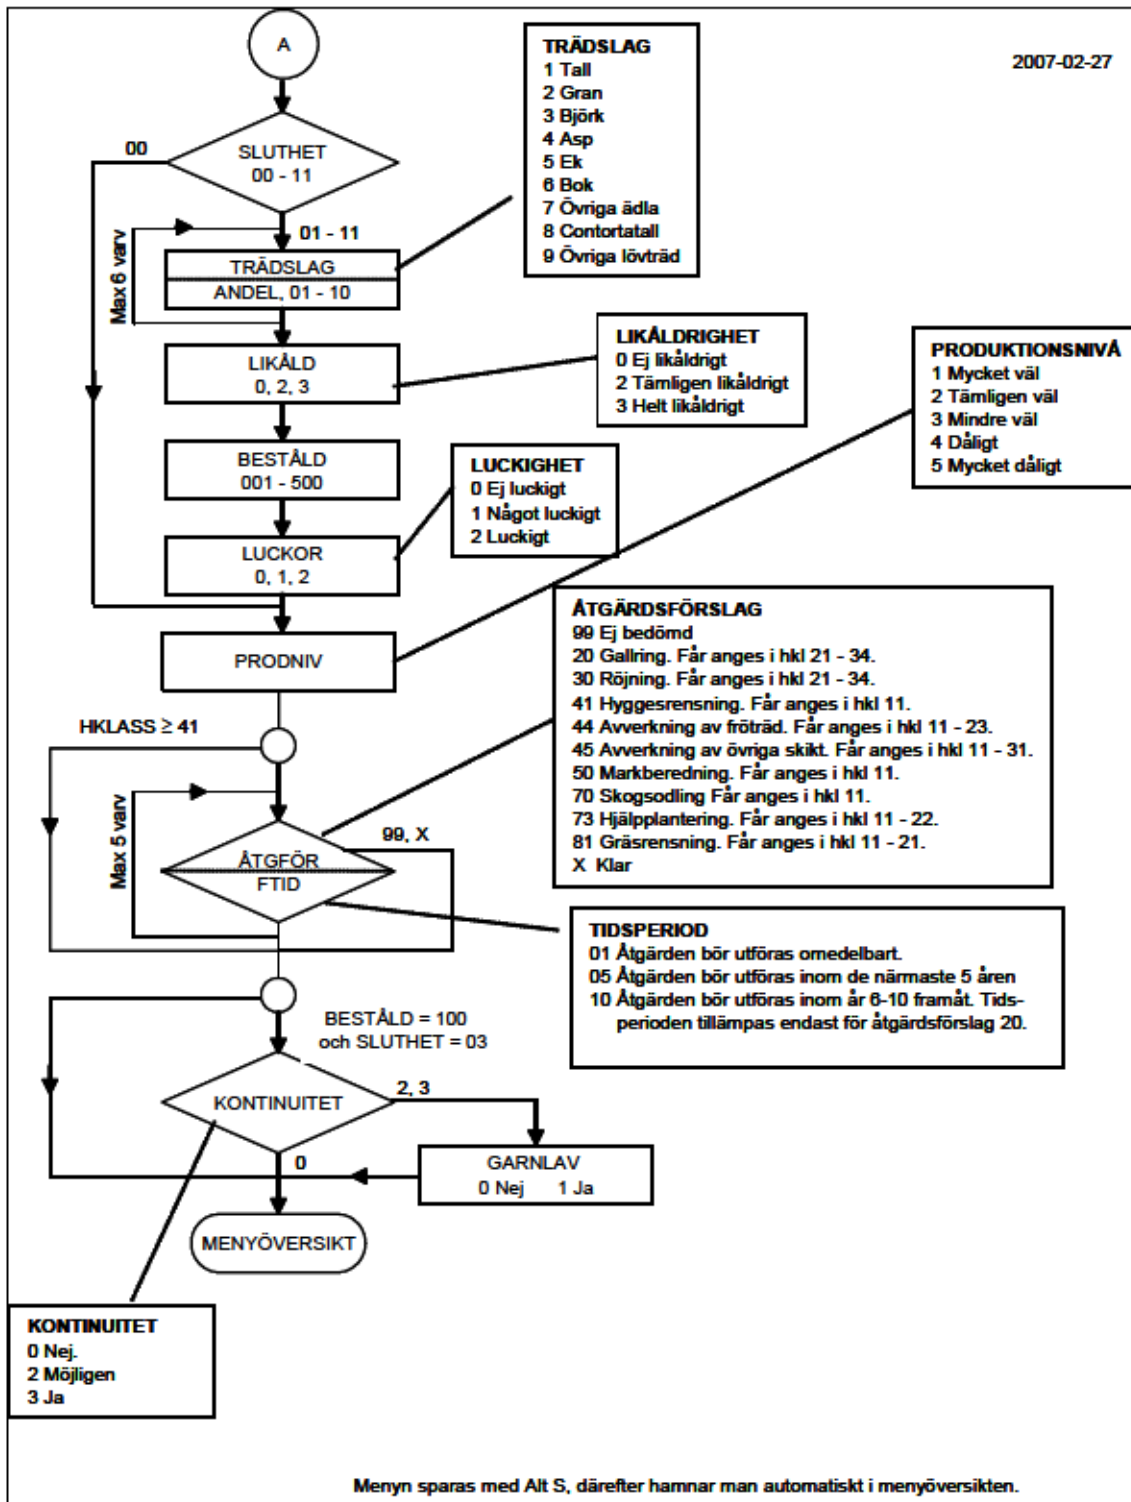 A
2007-02-27
TRÄDSLAG
1 Tall
2 Gran
3 Björk
4 Asp
5 Ek
6 Bok
7 Övriga ädla
8 Contortatall
9 Övriga lövträd
00
SLUTHET
00 - 11
01 - 11
Max 6 varv
TRÄDSLAG
ANDEL, 01 - 10
LIKÅLDRIGHET
0 Ej likåldrigt
2 Tämligen likåldrigt
3 Helt likåldrigt
PRODUKTIONSNIVÅ
1 Mycket väl
2 Tämligen väl
3 Mindre väl
4 Dåligt
5 Mycket dåligt
LIKÅLD
0, 2, 3
BESTÅLD
001 - 500
LUCKIGHET
0 Ej luckigt
1 Något luckigt
2 Luckigt
LUCKOR
0, 1, 2
PRODNIV
ÅTGÄRDSFÖRSLAG
99 Ej bedömd
20 Gallring. Får anges i hkl 21 - 34.
30 Röjning. Får anges i hkl 21 - 34.
41 Hyggesrensning. Får anges i hkl 11.
44 Avverkning av fröträd. Får anges i hkl 11 - 23.
45 Avverkning av övriga skikt. Får anges i hkl 11 - 31.
50 Markberedning. Får anges i hkl 11.
70 Skogsodling Får anges i hkl 11.
73 Hjälpplantering. Får anges i hkl 11 - 22.
81 Gräsrensning. Får anges i hkl 11 - 21.
X Klar
HKLASS ≥ 41
Max 5 varv
99, X
ÅTGFÖR
FTID
TIDSPERIOD
01 Åtgärden bör utföras omedelbart.
05 Åtgärden bör utföras inom de närmaste 5 åren
10 Åtgärden bör utföras inom år 6-10 framåt. Tids-
perioden tillämpas endast för åtgärdsförslag 20.
BESTÅLD = 100
och SLUTHET = 03
KONTINUITET
2, 3
0
GARNLAV
0 Nej 1 Ja
MENYÖVERSIKT
KONTINUITET
0 Nej.
2 Möjligen
3 Ja
Menyn sparas med Alt S, därefter hamnar man automatiskt i menyöversikten.